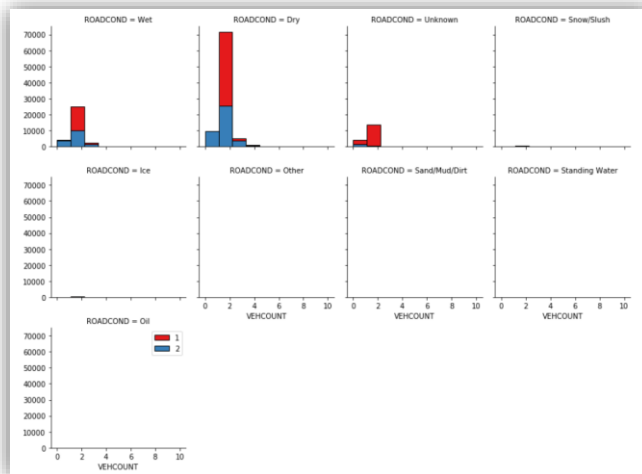 ROADCOND = Wet
ROADCOND = Dry
ROADCOND = Unknown
ROADCOND = Snow/Slush
70000
60000
50000
40000
30000
20000
10000
0
ROADCOND = Ice
ROADCOND = Other
ROADCOND = Sand/Mud/Dirt
ROADCOND = Standing Water
70000
60000
50000
40000
30000
20000
10000
0
0 2 4 6 8 10
VEHCOUNT
0 2 4 6 8 10
VEHCOUNT
0 2 4 6 8 10
VEHCOUNT
ROADCOND = Oil
1
2
70000
60000
50000
40000
30000
20000
10000
0
0 2 4 6 8 10
VEHCOUNT